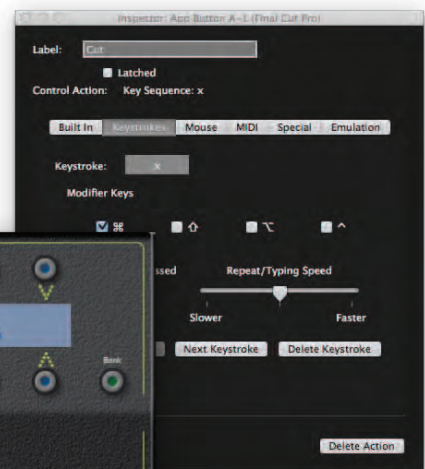 Inspector: App Button A-1 (Final Cut Pro)
Label: Cut
Latched
Control Action: Key Sequence: x
Built In Keystrokes Mouse MIDI Special Emulation
Keystroke: x
Modifier Keys
⌘ ⇧ ⌥ ^
ssed Repeat/Typing Speed
Slower Faster
Next Keystroke Delete Keystroke
Bank
Delete Action